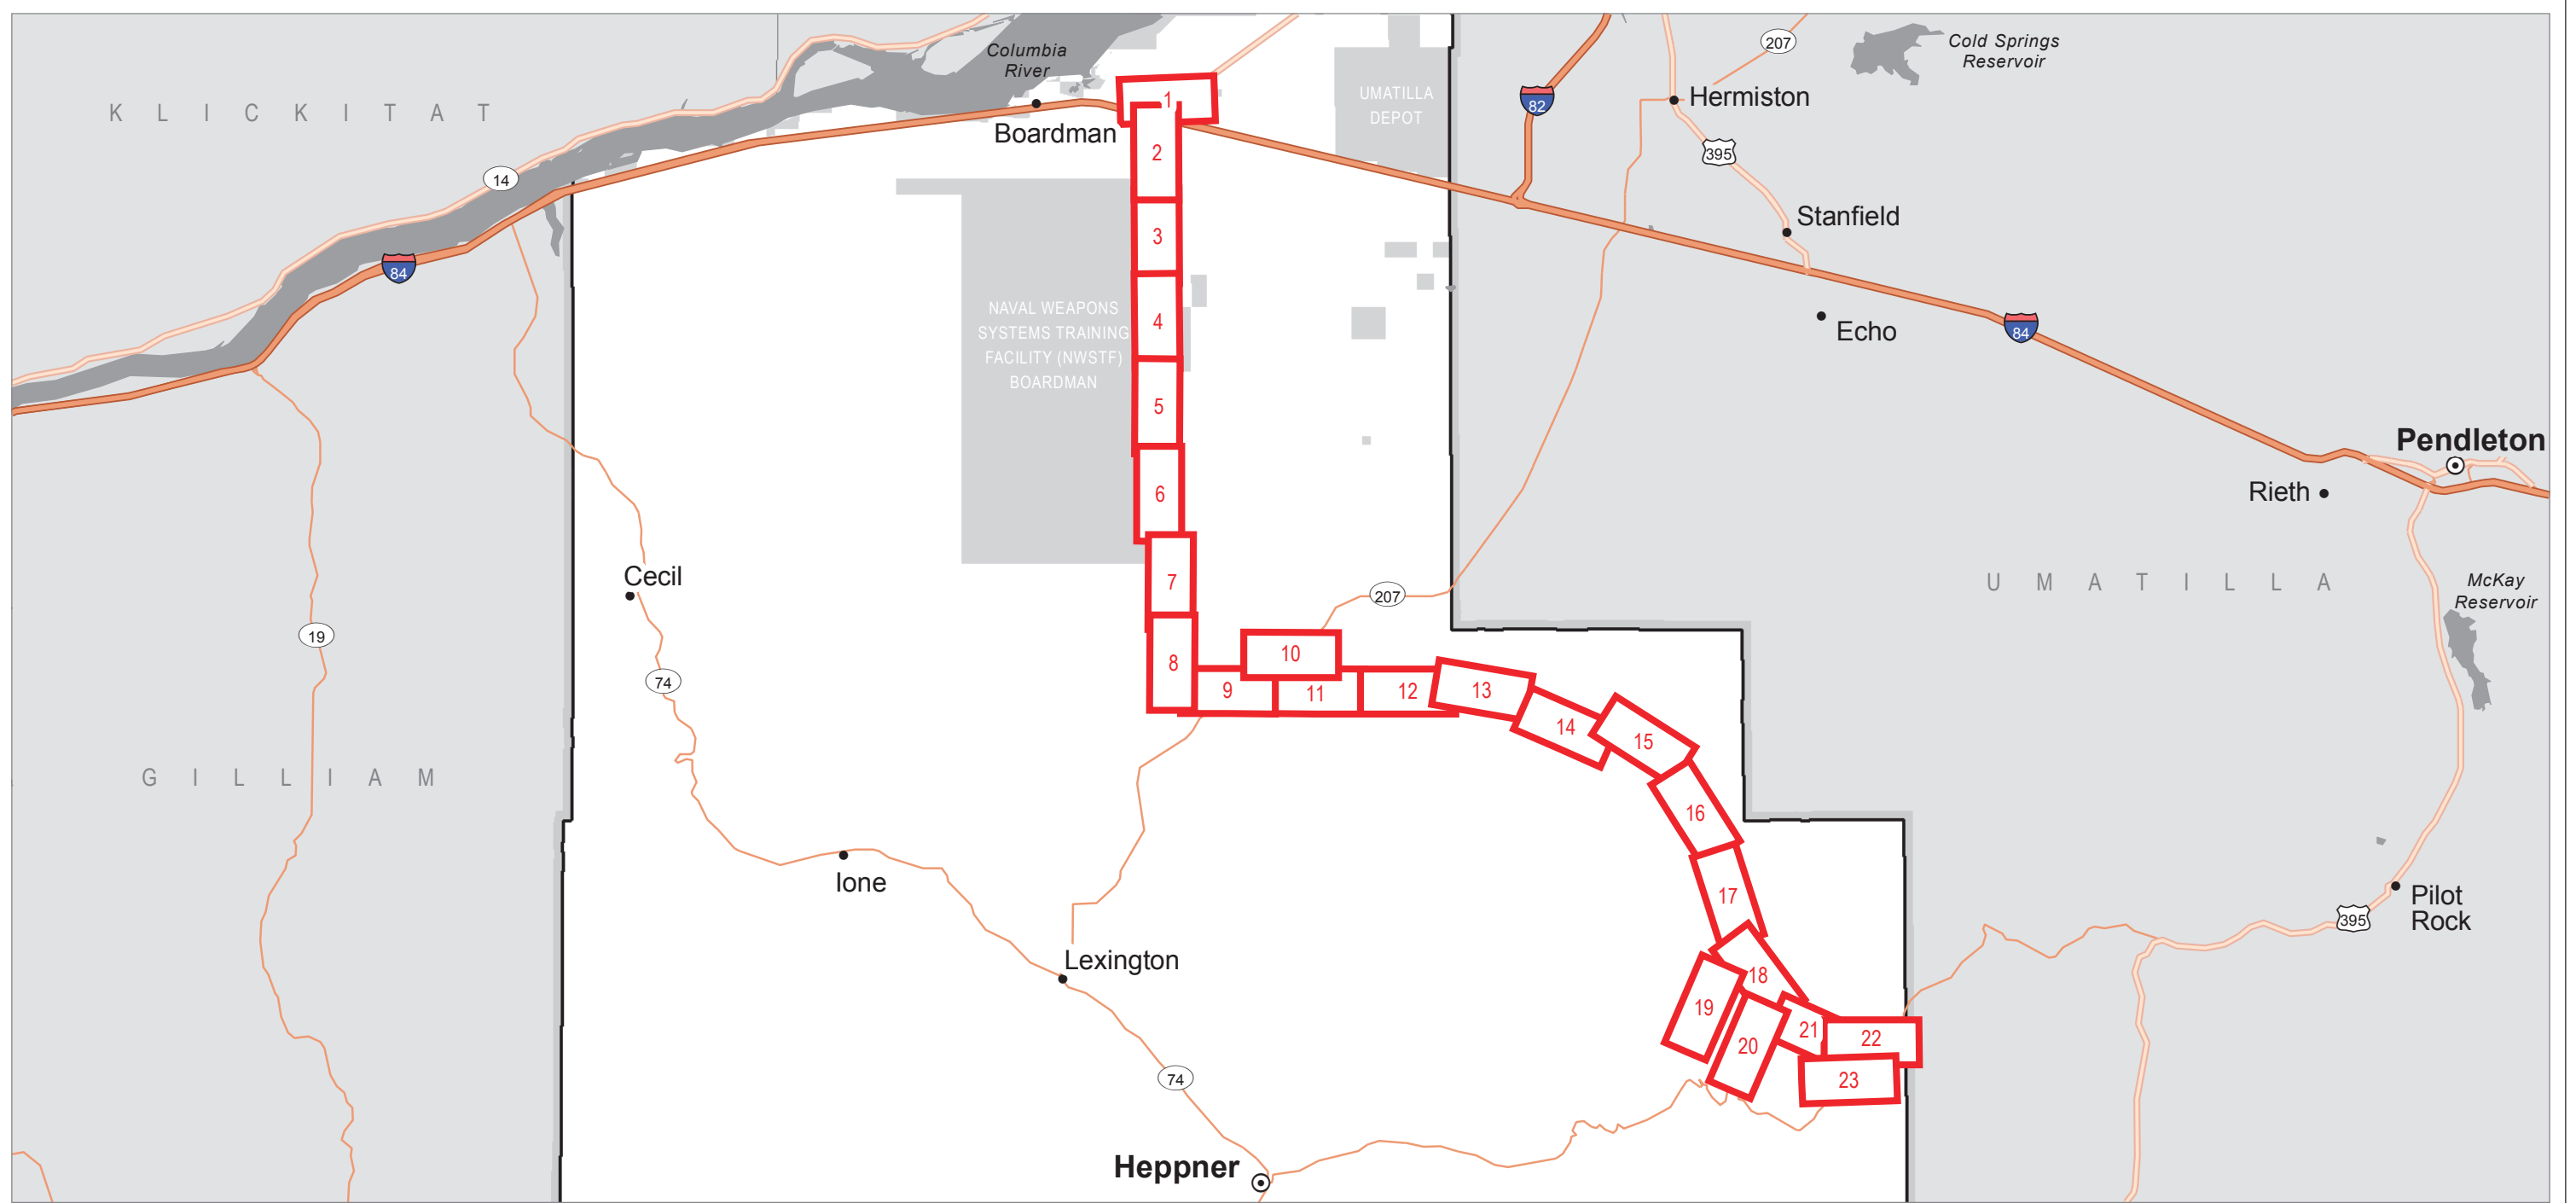 Columbia
River
207
Cold Springs
Reservoir
K L I C K I T A T
1
UMATILLA
DEPOT
82
Hermiston
Boardman
2
395
14
3
Stanfield
84
NAVAL WEAPONS
SYSTEMS TRAINING
FACILITY (NWSTF)
BOARDMAN
4
Echo
84
5
Pendleton
6
Rieth
Cecil
7
207
U M A T I L L A
McKay
Reservoir
19
74
8
9
10
11
12
13
14
15
G I L L I A M
16
Ione
17
Pilot
Rock
395
Lexington
18
19
20
21
22
23
74
Heppner